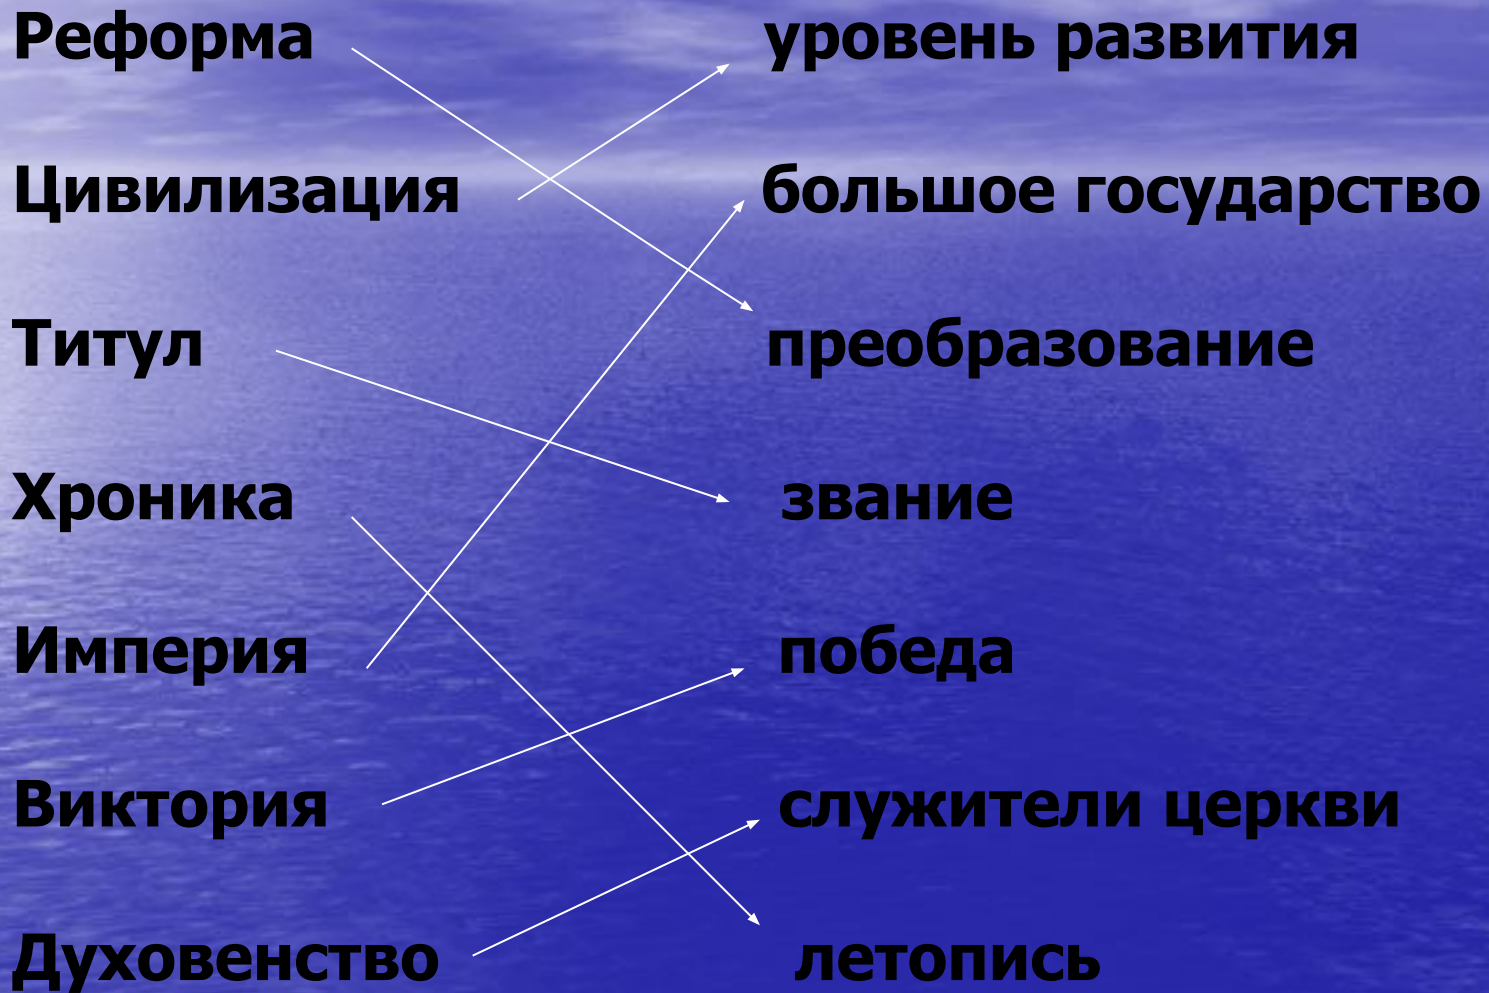 Реформа уровень развития
Цивилизация большое государство
Титул преобразование
Хроника звание
Империя победа
Виктория служители церкви
Духовенство летопись